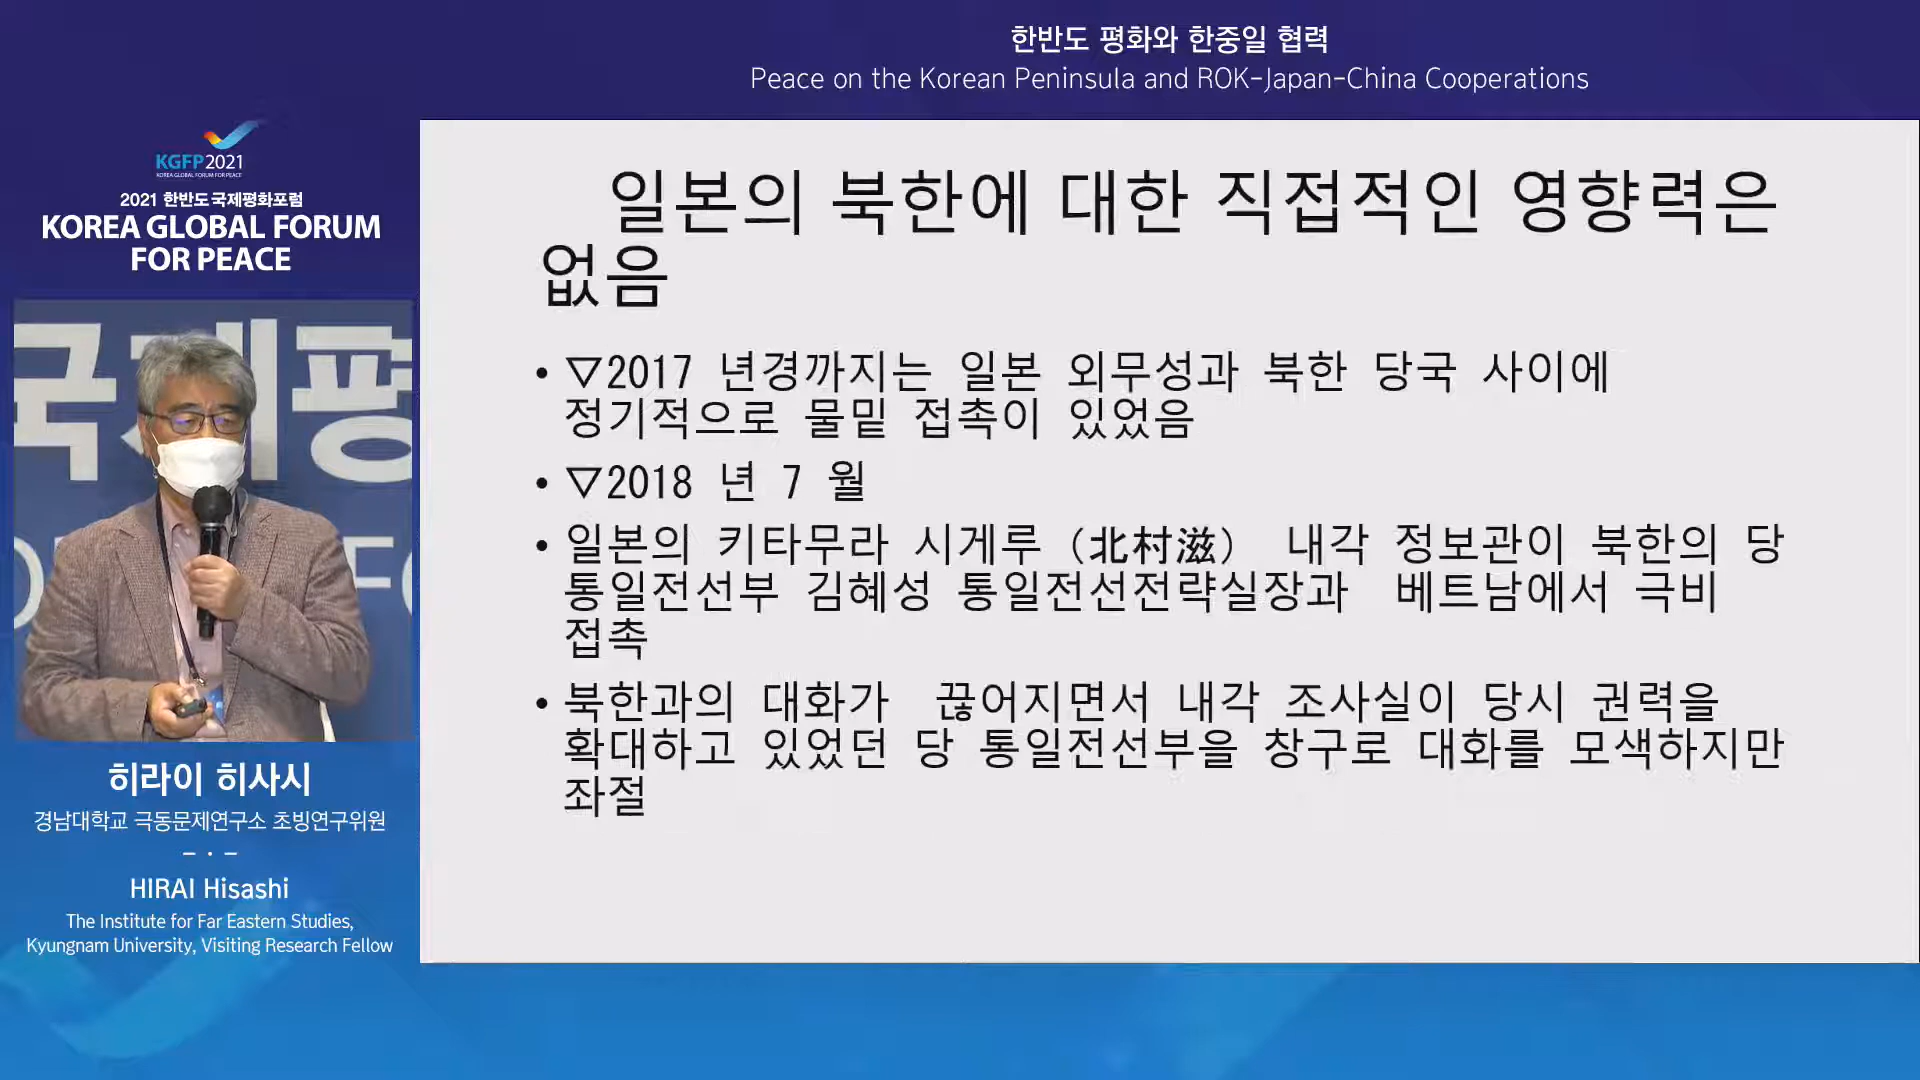 한반도 평화와 한중일 협력
Peace on the Korean Peninsula and ROK-Japan-China Cooperations
KGFP2021
KOREA GLOBAL FORUM FOR PEACE
2021 한반도국제평화포럼
KOREA GLOBAL FORUM
FOR PEACE
국제평
히라이 히사시
경남대학교 극동문제연구소 초빙연구위원
HIRAI Hisashi
The Institute for Far Eastern Studies,
Kyungnam University, Visiting Research Fellow
일본의 북한에 대한 직접적인 영향력은
없음
• ▽2017 년경까지는 일본 외무성과 북한 당국 사이에
정기적으로 물밑 접촉이 있었음
• ▽2018 년 7 월
• 일본의 키타무라 시게루（北村滋） 내각 정보관이 북한의 당
통일전선부 김혜성 통일전선전략실장과 베트남에서 극비
접촉
• 북한과의 대화가 끊어지면서 내각 조사실이 당시 권력을
확대하고 있었던 당 통일전선부을 창구로 대화를 모색하지만
좌절